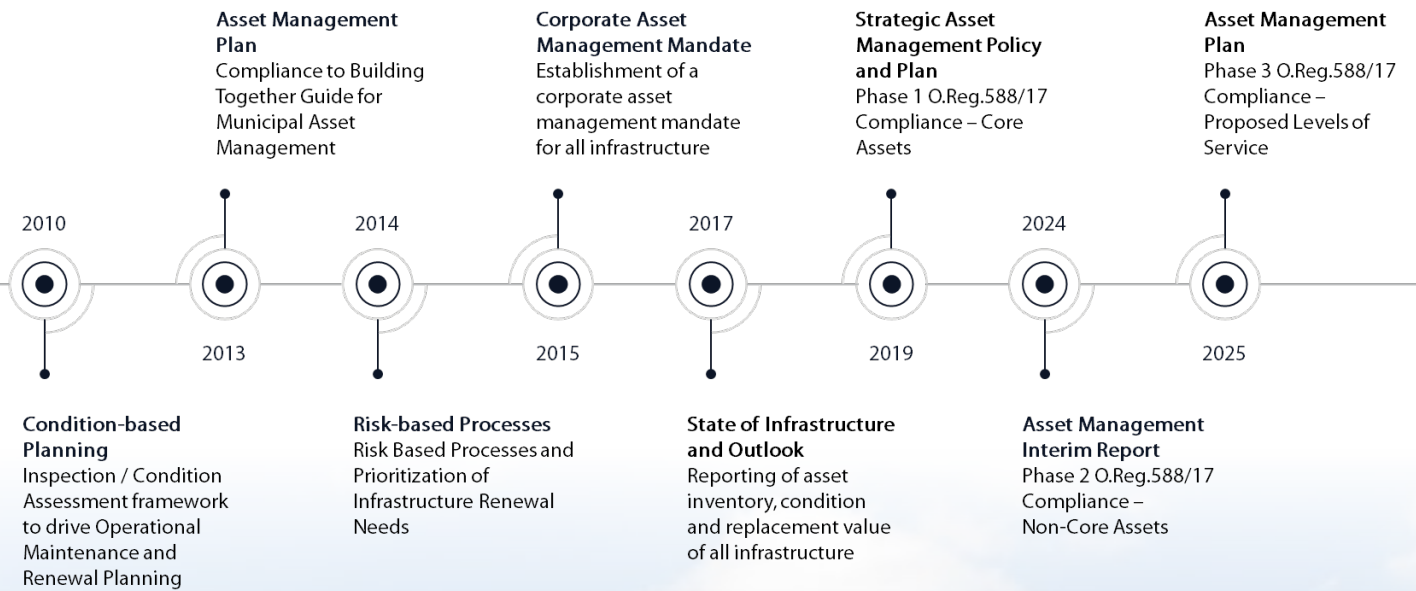 Asset Management
Plan
Compliance to Building
Together Guide for
Municipal Asset
Management
Corporate Asset
Management Mandate
Establishment of a
corporate asset
management mandate
for all infrastructure
Strategic Asset
Management Policy
and Plan
Phase 1 O.Reg.588/17
Compliance – Core
Assets
Asset Management
Plan
Phase 3 O.Reg.588/17
Compliance –
Proposed Levels of
Service
2010
2014
2017
2024
2013
2015
2019
2025
Condition-based
Planning
Inspection / Condition
Assessment framework
to drive Operational
Maintenance and
Renewal Planning
Risk-based Processes
Risk Based Processes and
Prioritization of
Infrastructure Renewal
Needs
State of Infrastructure
and Outlook
Reporting of asset
inventory, condition
and replacement value
of all infrastructure
Asset Management
Interim Report
Phase 2 O.Reg.588/17
Compliance –
Non-Core Assets